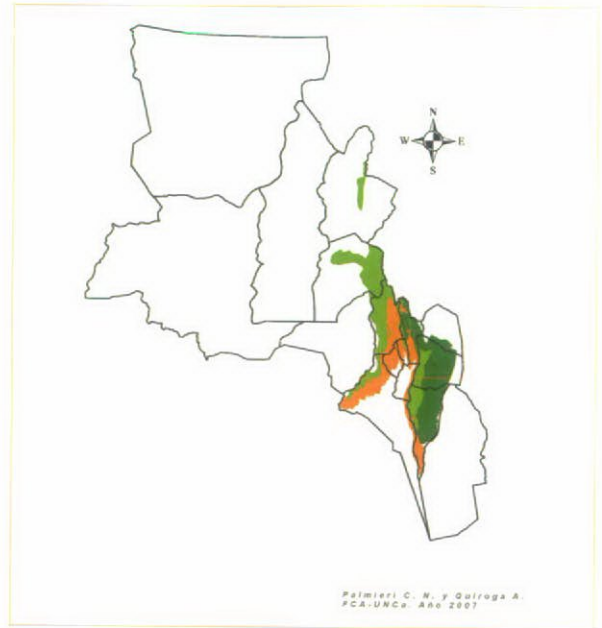 N
W E
S
Palmieri C. N. y Quiroga A.
FCA-UNCa. Año 2007